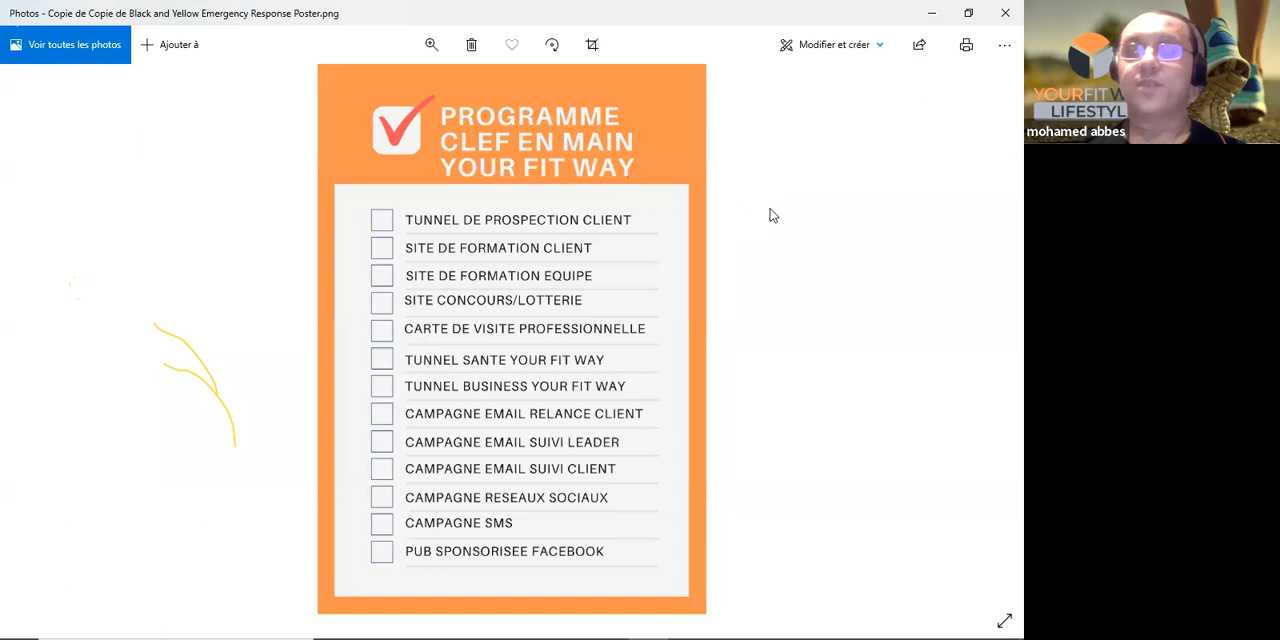 Photos - Copie de Copie de Black and Yellow Emergency Response Poster.png
Voir toutes les photos
Ajouter à
Modifier et créer
PROGRAMME
CLEF EN MAIN
YOUR FIT WAY
TUNNEL DE PROSPECTION CLIENT
SITE DE FORMATION CLIENT
SITE DE FORMATION EQUIPE
SITE CONCOURS/LOTTERIE
CARTE DE VISITE PROFESSIONNELLE
TUNNEL SANTE YOUR FIT WAY
TUNNEL BUSINESS YOUR FIT WAY
CAMPAGNE EMAIL RELANCE CLIENT
CAMPAGNE EMAIL SUIVI LEADER
CAMPAGNE EMAIL SUIVI CLIENT
CAMPAGNE RESEAUX SOCIAUX
CAMPAGNE SMS
PUB SPONSORISEE FACEBOOK
YOURFIT
mohamed abbes